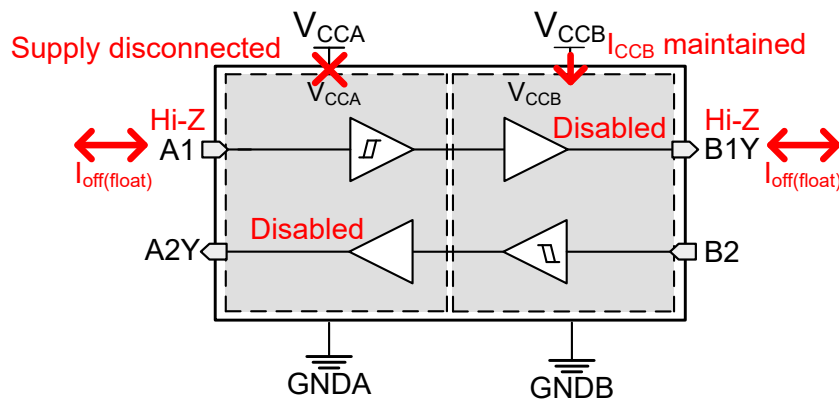 Supply disconnected
VCCA
VCCB
ICCB maintained
VCCA
VCCB
Hi-Z
Disabled
Hi-Z
A1
B1Y
Ioff(float)
Ioff(float)
Disabled
A2Y
B2
GNDA
GNDB